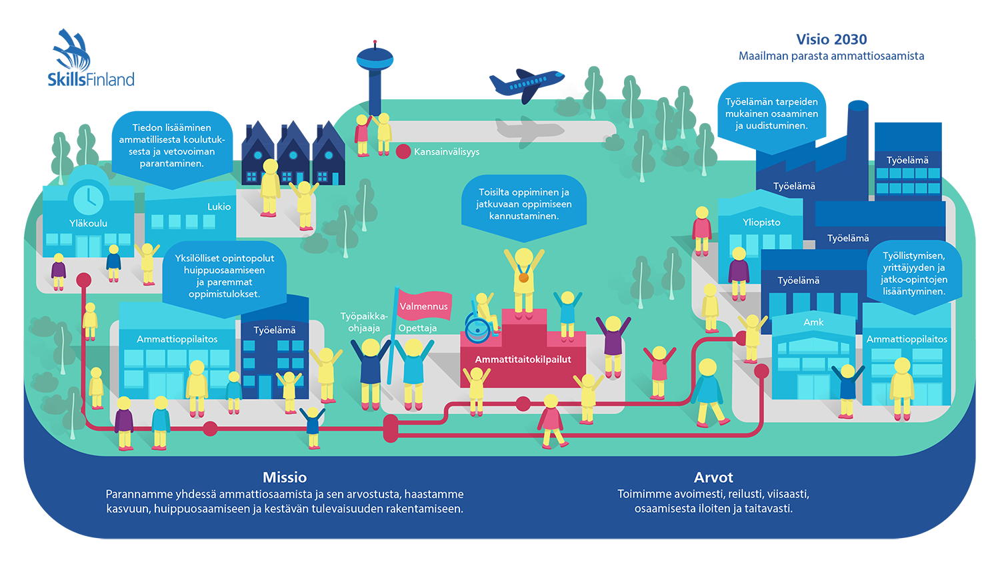 SkillsFinland
Visio 2030
Maailman parasta ammattiosaamista
Tiedon lisääminen
ammatillisesta koulutuk-
sesta ja vetovoiman
parantaminen.
Työelämän tarpeiden
mukainen osaaminen
ja uudistuminen.
Kansainvälisyys
Työelämä
Työelämä
Toisilta oppiminen ja
jatkuvaan oppimiseen
kannustaminen.
Lukio
Yläkoulu
Yliopisto
Työelämä
Yksilölliset opintopolut
huippuosaamiseen
ja paremmat
oppimistulokset.
Työllistymisen,
yrittäjyyden ja
jatko-opintojen
lisääntyminen.
Työelämä
Valmennus
Työpaikka-
ohjaaja
Opettaja
Työelämä
Ammattioppilaitos
Amk
Ammattioppilaitos
Ammattitaitokilpailut
Missio
Parannamme yhdessä ammattiosaamista ja sen arvostusta, haastamme
kasvuun, huippuosaamiseen ja kestävän tulevaisuuden rakentamiseen.
Arvot
Toimimme avoimesti, reilusti, viisaasti,
osaamisesta iloiten ja taitavasti.